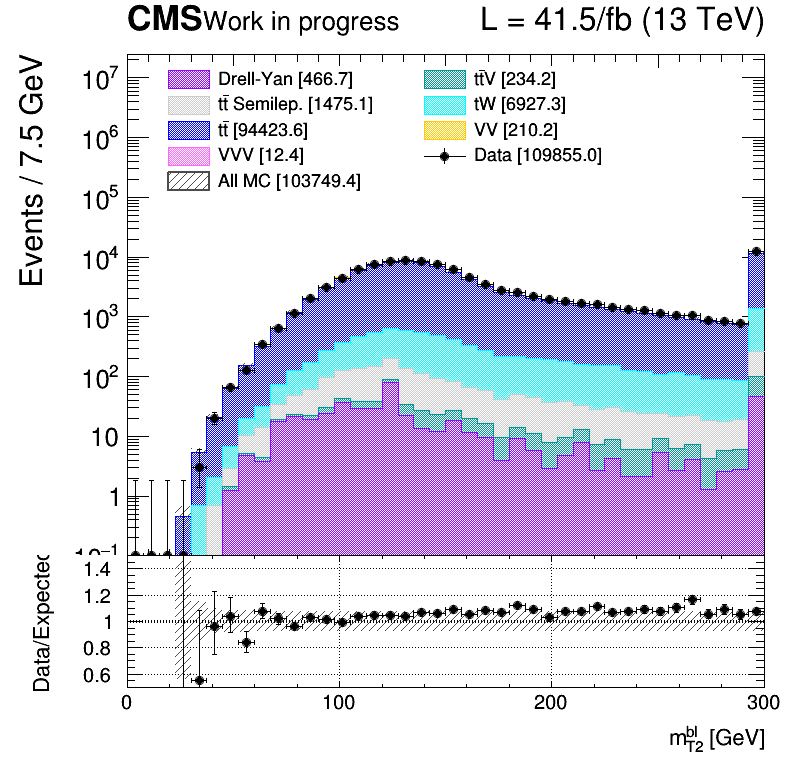 CMS Work in progress L = 41.5/fb (13 TeV)
Events / 7.5 GeV
10⁷
10⁶
10⁵
10⁴
10³
10²
10
1
10⁻¹
Drell-Yan [466.7]
tt̄V [234.2]
tt̄ Semilep. [1475.1]
tW [6927.3]
tt̄ [94423.6]
VV [210.2]
VVV [12.4]
Data [109855.0]
All MC [103749.4]
Data/Expected
1.4
1.2
1
0.8
0.6
0 100 200 300
m_{T2}^{bl} [GeV]